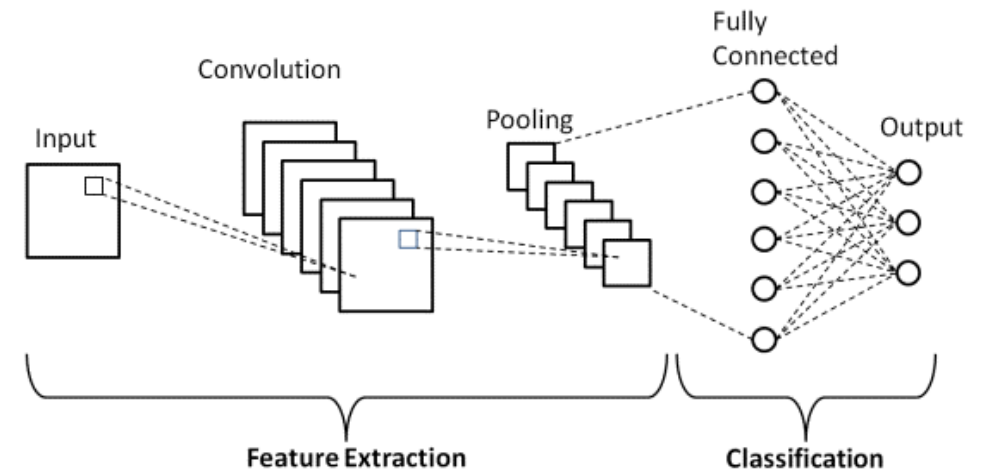 Input
Convolution
Pooling
Fully
Connected
Output
Feature Extraction
Classification